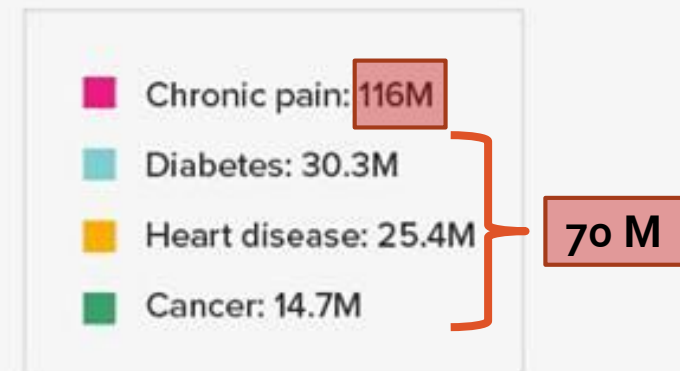 Chronic pain: 116M
Diabetes: 30.3M
Heart disease: 25.4M
70 M
Cancer: 14.7M